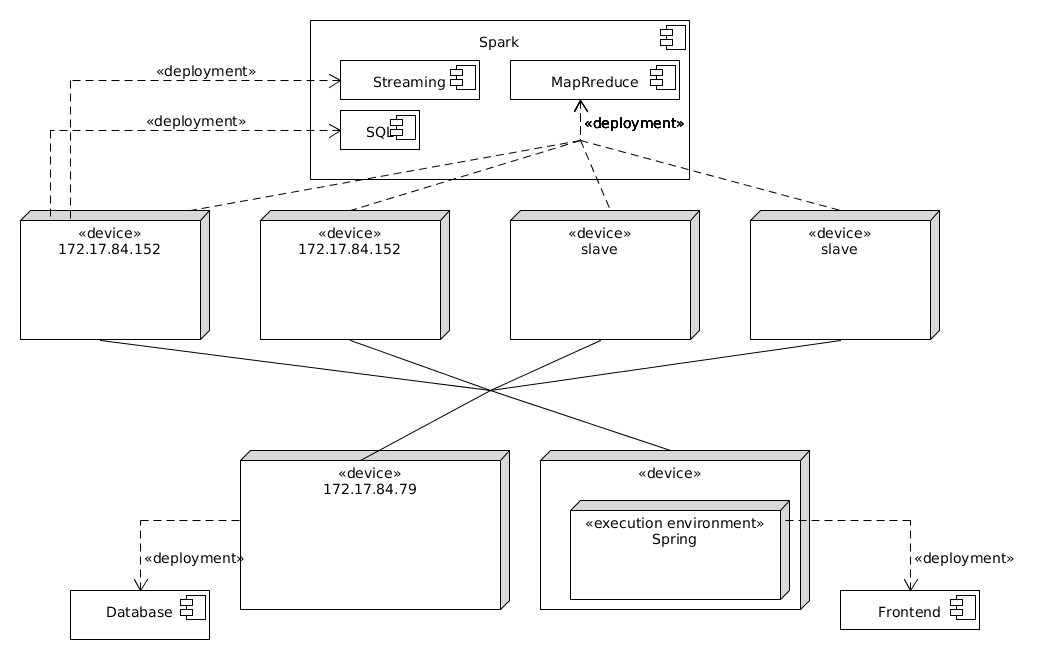 Spark
«deployment»
Streaming
MapRreduce
«deployment»
SQL
«deployment»
«device»
172.17.84.152
«device»
172.17.84.152
«device»
slave
«device»
slave
«device»
172.17.84.79
«device»
«execution environment»
Spring
«deployment»
«deployment»
Database
Frontend